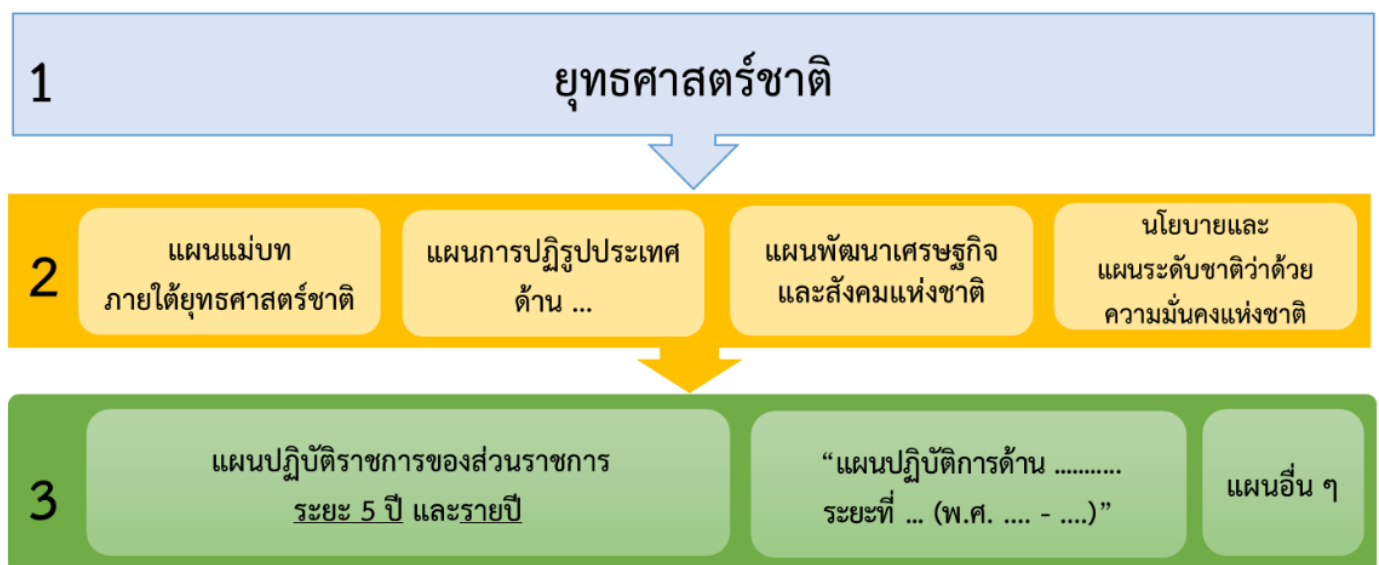 1
ยุทธศาสตร์ชาติ
2
แผนแม่บท
ภายใต้ยุทธศาสตร์ชาติ
แผนการปฏิรูปประเทศ
ด้าน ...
แผนพัฒนาเศรษฐกิจ
และสังคมแห่งชาติ
นโยบายและ
แผนระดับชาติว่าด้วย
ความมั่นคงแห่งชาติ
3
แผนปฏิบัติราชการของส่วนราชการ
ระยะ 5 ปี และรายปี
“แผนปฏิบัติการด้าน ...........
ระยะที่ ... (พ.ศ. .... - ....)”
แผนอื่น ๆ